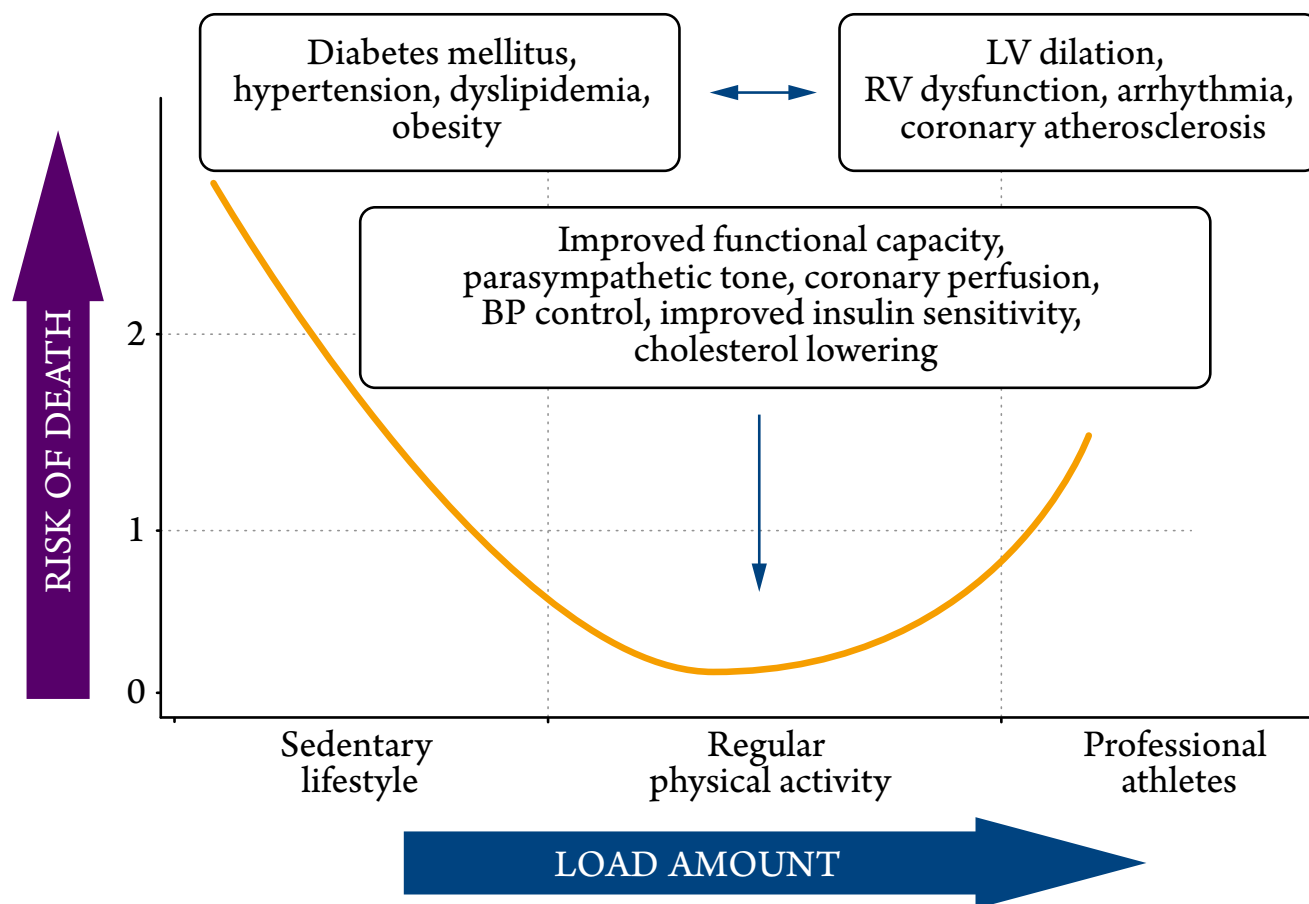 Diabetes mellitus,
hypertension, dyslipidemia,
obesity
LV dilation,
RV dysfunction, arrhythmia,
coronary atherosclerosis
Improved functional capacity,
parasympathetic tone, coronary perfusion,
BP control, improved insulin sensitivity,
cholesterol lowering
RISK OF DEATH
2
1
0
Sedentary
lifestyle
Regular
physical activity
Professional
athletes
LOAD AMOUNT